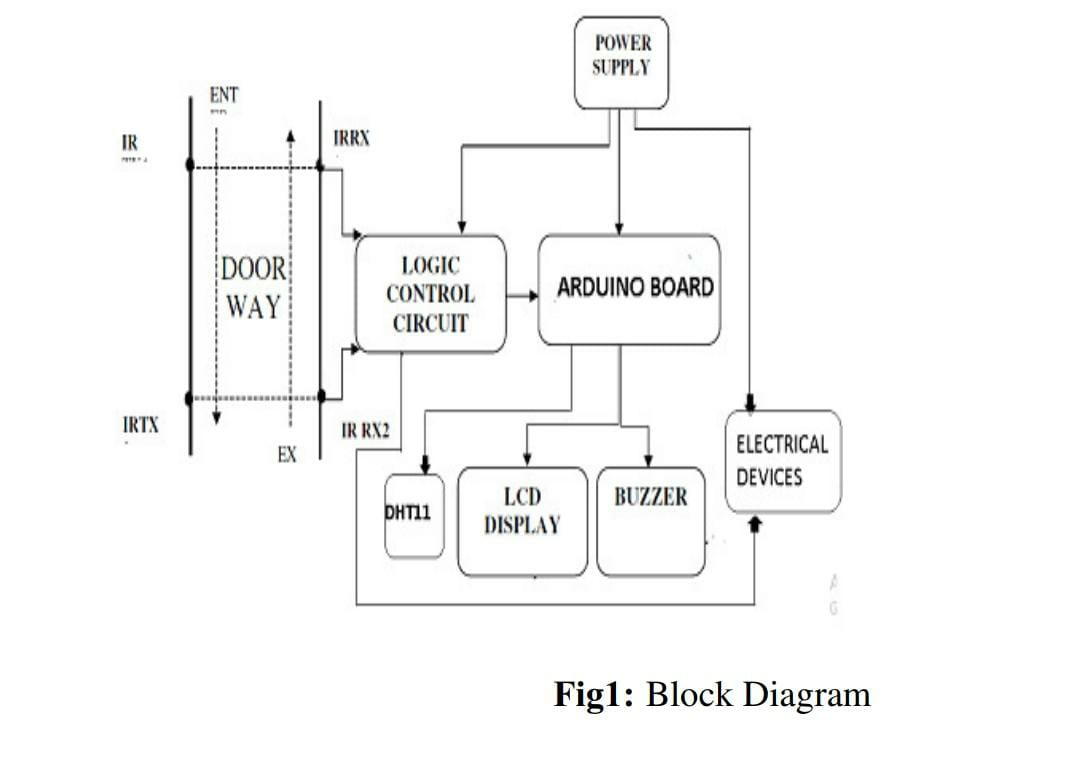 POWER
SUPPLY
ENT
IR
IRRX
DOOR
WAY
LOGIC
CONTROL
CIRCUIT
ARDUINO BOARD
IRTX
IR RX2
EX
ELECTRICAL
DEVICES
DHT11
LCD
DISPLAY
BUZZER
A
G
Fig1: Block Diagram